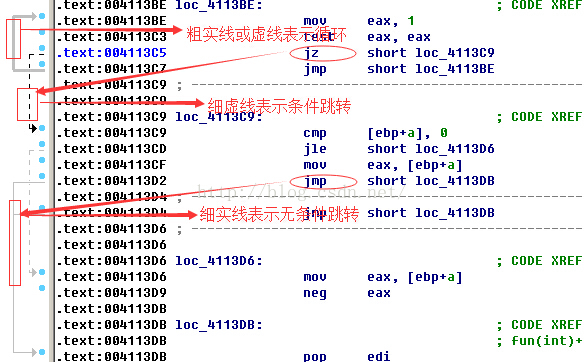 .text:004113BE loc_4113BE: ; CODE XREF
.text:004113BE mov eax, 1
.text:004113C3 test eax, eax
粗实线或虚线表示循环
.text:004113C5 jz short loc_4113C9
.text:004113C7 jmp short loc_4113BE
.text:004113C9 ;
.text:004113C9
细虚线表示条件跳转
.text:004113C9 loc_4113C9: ; CODE XREF
.text:004113C9 cmp [ebp+a], 0
.text:004113CD jle short loc_4113D6
.text:004113CF mov eax, [ebp+a]
.text:004113D2 jmp short loc_4113DB
http://blog.csdn.net/
.text:004113D4 ;
.text:004113D4 jmp short loc_4113DB
细实线表示无条件跳转
.text:004113D6 ;
.text:004113D6
.text:004113D6 loc_4113D6: ; CODE XREF
.text:004113D6 mov eax, [ebp+a]
.text:004113D9 neg eax
.text:004113DB
.text:004113DB loc_4113DB: ; CODE XREF
.text:004113DB ; fun(int)+
.text:004113DB pop edi